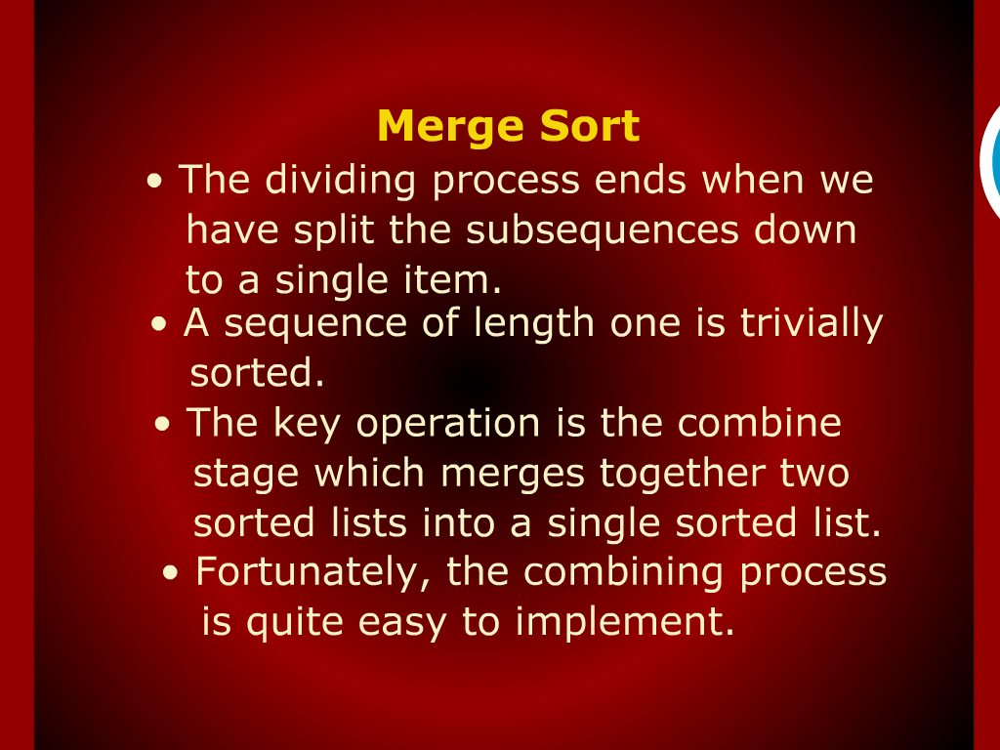 Merge Sort
• The dividing process ends when we
have split the subsequences down
to a single item.
• A sequence of length one is trivially
sorted.
• The key operation is the combine
stage which merges together two
sorted lists into a single sorted list.
• Fortunately, the combining process
is quite easy to implement.